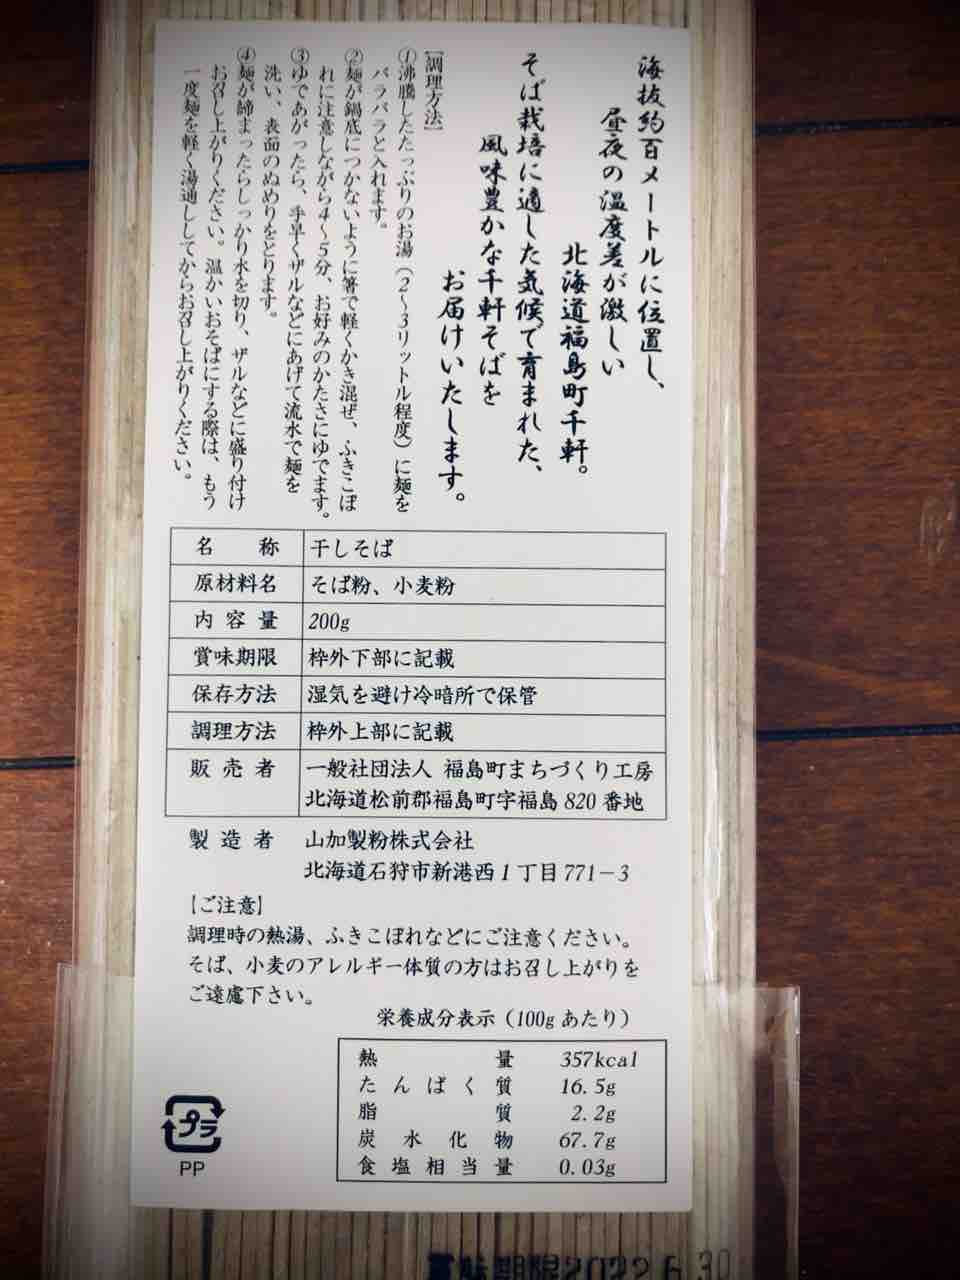 海抜約百メートルに位置し、
昼夜の温度差が激しい
北海道福島町千軒。
そば栽培に適した気候で育まれた、
風味豊かな千軒そばを
お届けいたします。
【調理方法】
①沸騰したたっぷりのお湯（2～3リットル程度）に麺を
バラバラと入れます。
②麺が鍋底につかないように箸で軽くかき混ぜ、ふきこぼ
れに注意しながら4～5分、お好みのかたさにゆでます。
③ゆであがったら、手早くザルなどにあげて流水で麺を
洗い、表面のぬめりをとります。
④麺が締まったらしっかり水を切り、ザルなどに盛り付け
お召し上がりください。温かいおそばにする際は、もう
一度麺を軽く湯通ししてからお召し上がりください。
名称 干しそば
原材料名 そば粉、小麦粉
内容量 200g
賞味期限 枠外下部に記載
保存方法 湿気を避け冷暗所で保管
調理方法 枠外上部に記載
販売者 一般社団法人 福島町まちづくり工房
北海道松前郡福島町字福島 820 番地
製造者 山加製粉株式会社
北海道石狩市新港西1丁目771－3
【ご注意】
調理時の熱湯、ふきこぼれなどにご注意ください。
そば、小麦のアレルギー体質の方はお召し上がりを
ご遠慮下さい。
栄養成分表示（100g あたり）
熱量 357kcal
たんぱく質 16.5g
脂質 2.2g
炭水化物 67.7g
食塩相当量 0.03g
プラ
PP
賞味期限2022.6.30